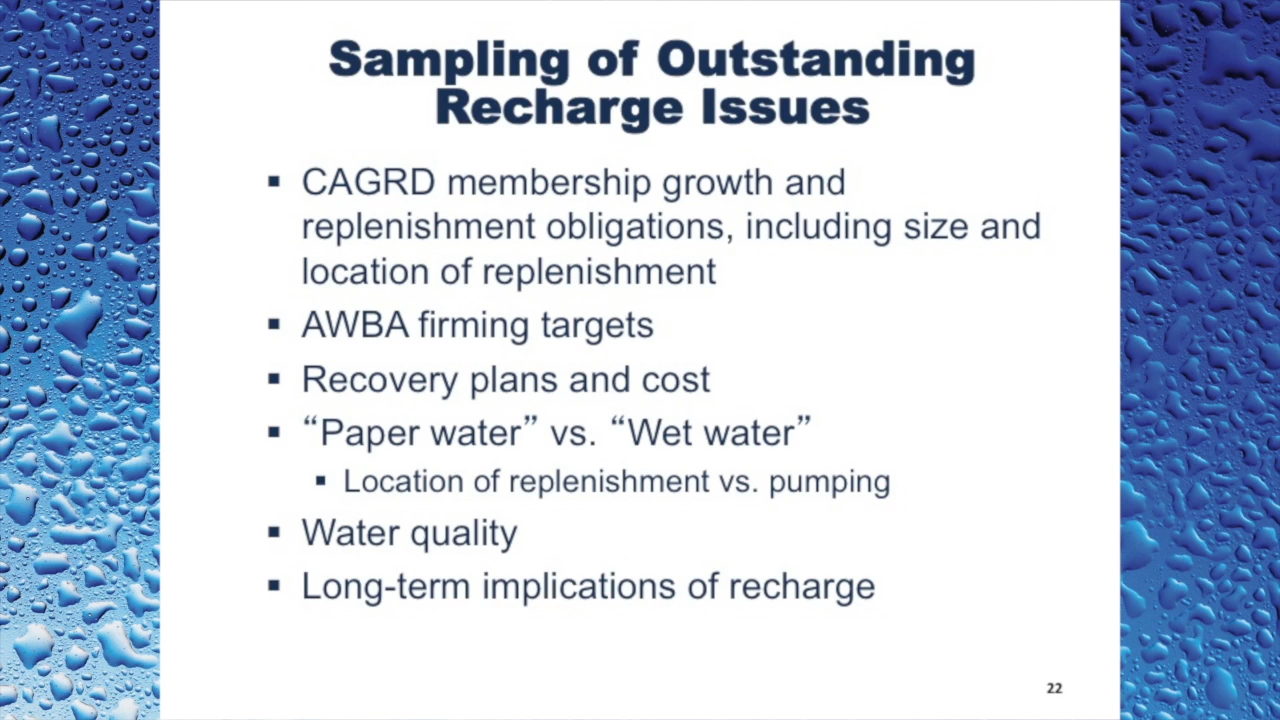 Sampling of Outstanding
Recharge Issues
▪ CAGRD membership growth and
replenishment obligations, including size and
location of replenishment
▪ AWBA firming targets
▪ Recovery plans and cost
▪ “Paper water” vs. “Wet water”
▪ Location of replenishment vs. pumping
▪ Water quality
▪ Long-term implications of recharge
22